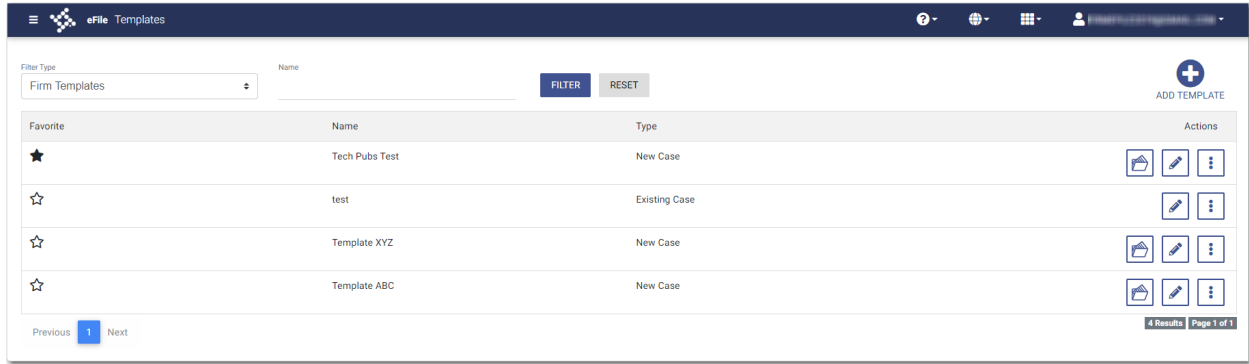 eFile Templates
Filter Type
Name
Firm Templates
FILTER RESET
ADD TEMPLATE
Favorite Name Type Actions
Tech Pubs Test New Case
test Existing Case
Template XYZ New Case
Template ABC New Case
Previous 1 Next
4 Results Page 1 of 1